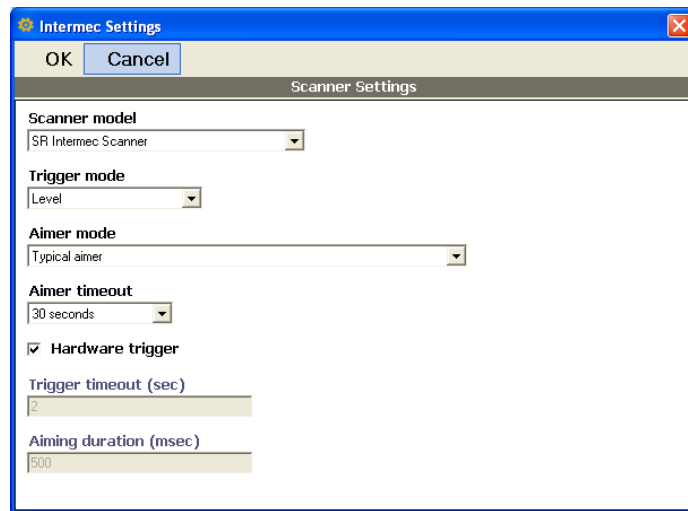 Intermec Settings
OK Cancel
Scanner Settings
Scanner model
SR Intermec Scanner
Trigger mode
Level
Aimer mode
Typical aimer
Aimer timeout
30 seconds
Hardware trigger
Trigger timeout (sec)
2
Aiming duration (msec)
500